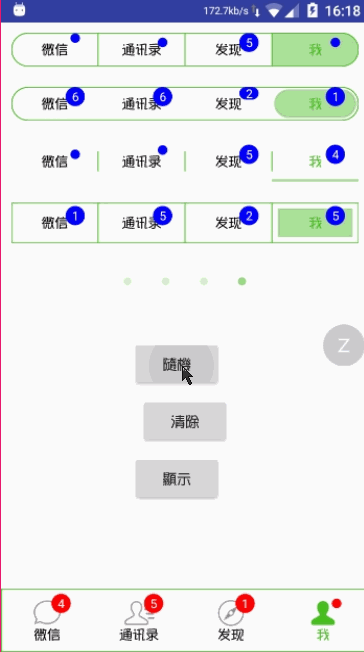 172.7kb/s 16:18
微信 通讯录 发现 5 我
微信 6 通讯录 6 发现 2 我 1
微信 通讯录 发现 5 我 4
微信 1 通讯录 5 发现 2 我 5
Z
隨機
清除
顯示
4 5 1
微信 通讯录 发现 我